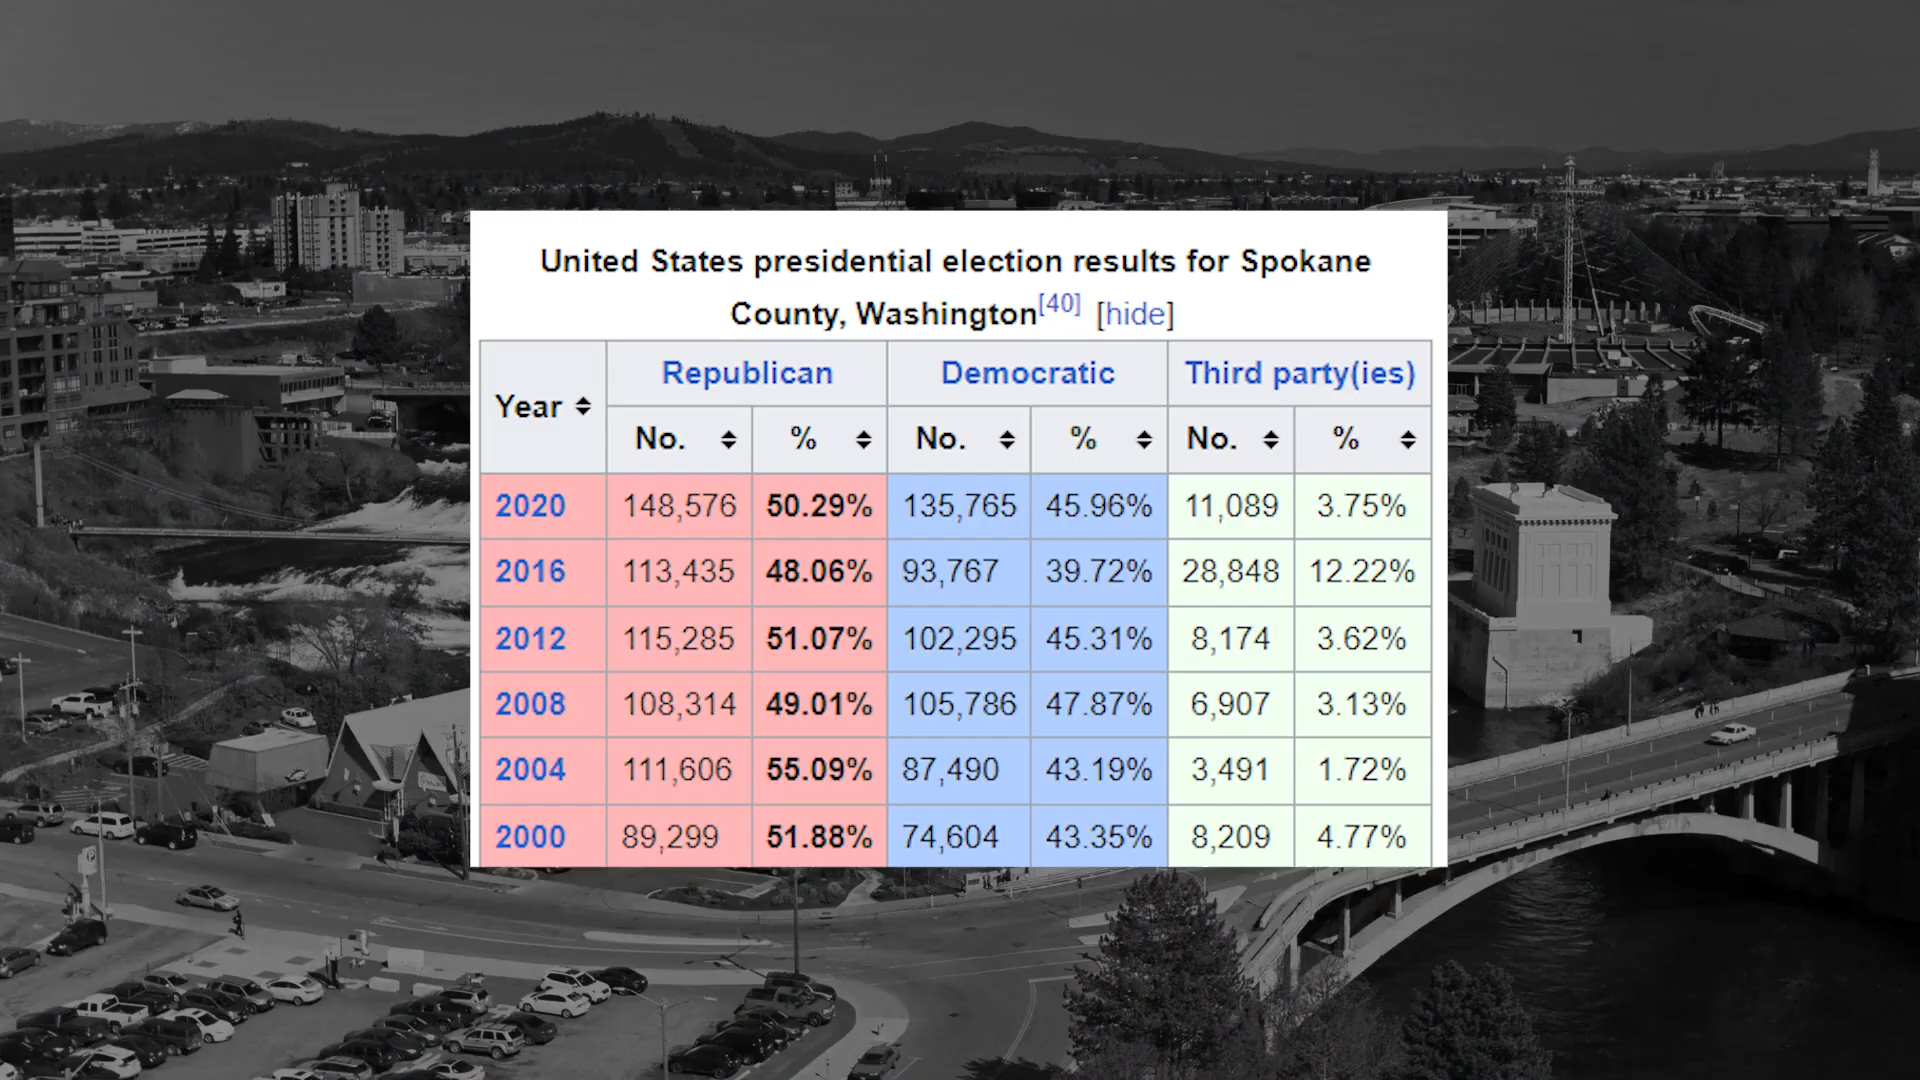 United States presidential election results for Spokane
County, Washington[40] [hide]
Year Republican Democratic Third party(ies)
No. % No. % No. %
2020 148,576 50.29% 135,765 45.96% 11,089 3.75%
2016 113,435 48.06% 93,767 39.72% 28,848 12.22%
2012 115,285 51.07% 102,295 45.31% 8,174 3.62%
2008 108,314 49.01% 105,786 47.87% 6,907 3.13%
2004 111,606 55.09% 87,490 43.19% 3,491 1.72%
2000 89,299 51.88% 74,604 43.35% 8,209 4.77%